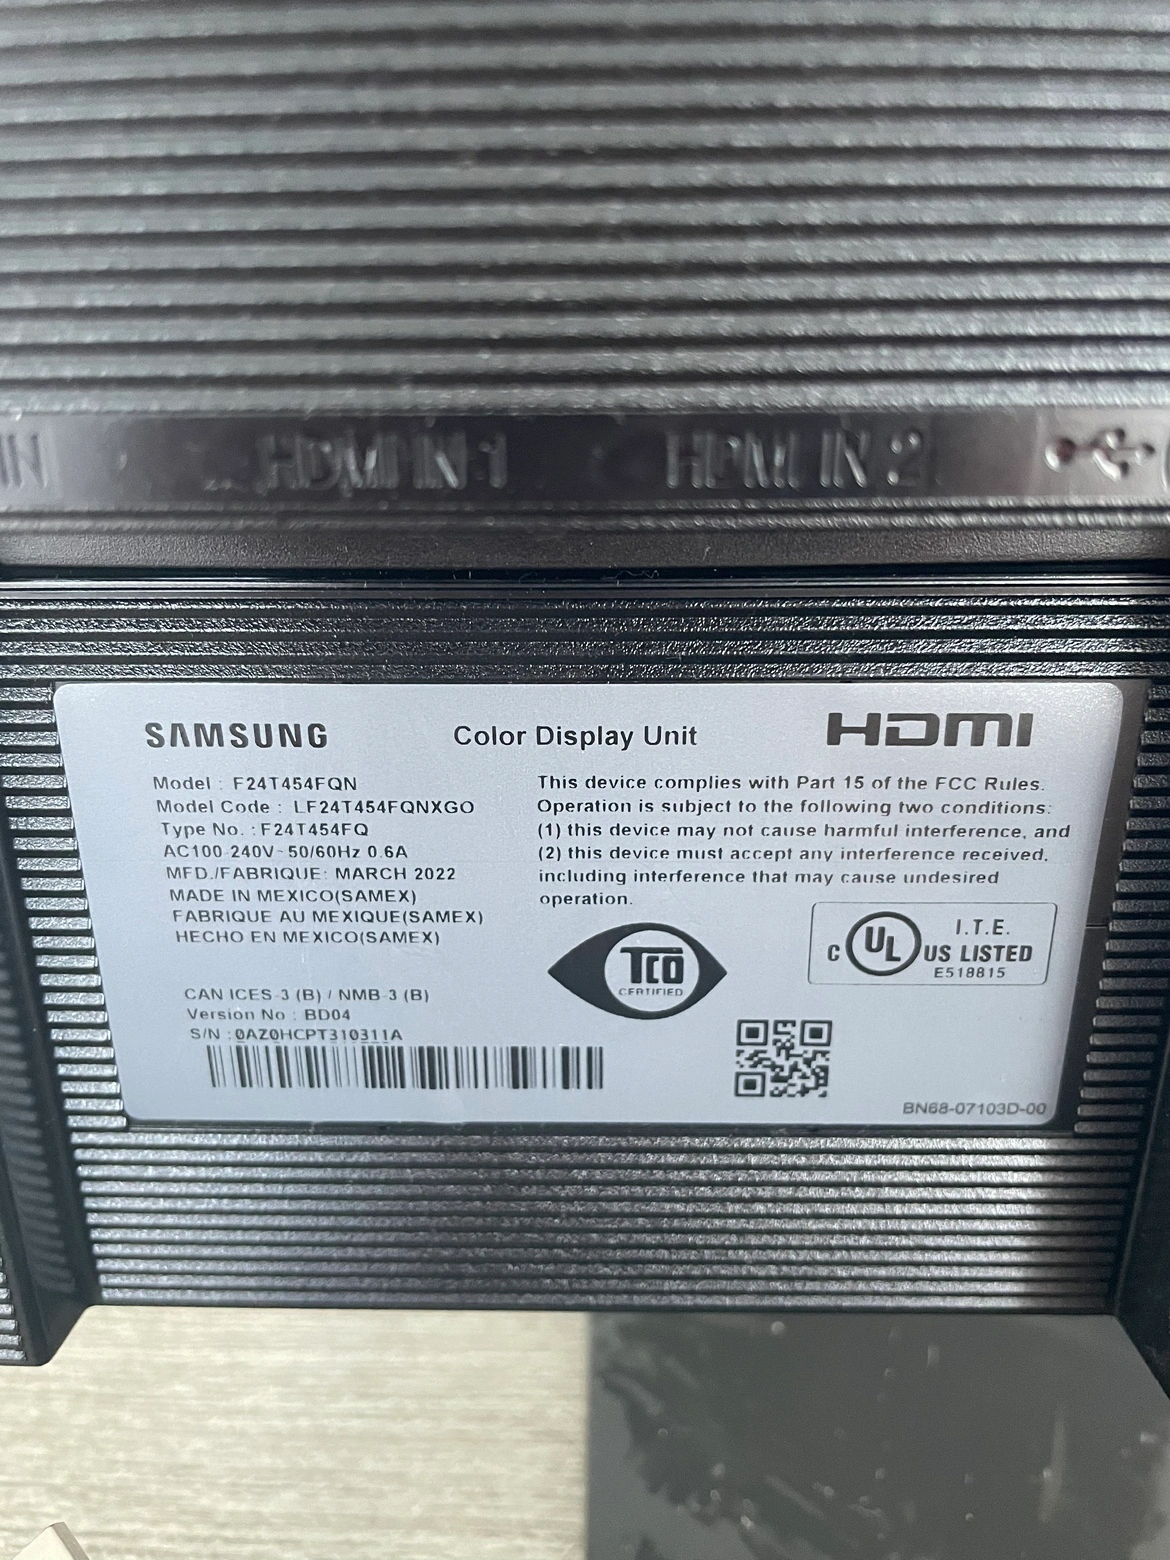 IN
HDMI IN 1
HDMI IN 2
SAMSUNG
Color Display Unit
HDMI
Model : F24T454FQN
Model Code : LF24T454FQNXGO
Type No. : F24T454FQ
AC100-240V~50/60Hz 0.6A
MFD./FABRIQUE: MARCH 2022
MADE IN MEXICO(SAMEX)
FABRIQUE AU MEXIQUE(SAMEX)
HECHO EN MEXICO(SAMEX)
CAN ICES-3 (B) / NMB-3 (B)
Version No : BD04
S/N : 0AZ0HCPT310311A
This device complies with Part 15 of the FCC Rules.
Operation is subject to the following two conditions:
(1) this device may not cause harmful interference, and
(2) this device must accept any interference received,
including interference that may cause undesired
operation.
TCO
CERTIFIED
C UL US LISTED
I.T.E.
E518815
BN68-07103D-00